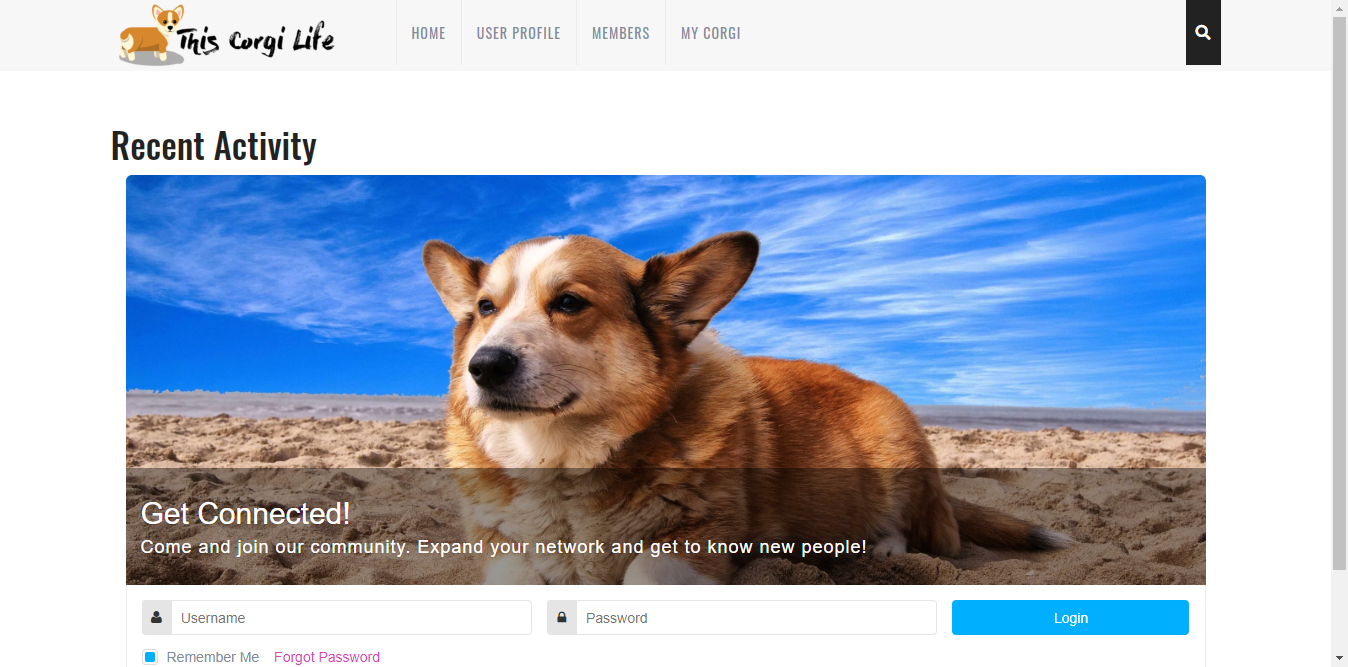 This Corgi Life
HOME
USER PROFILE
MEMBERS
MY CORGI
Recent Activity
Get Connected!
Come and join our community. Expand your network and get to know new people!
Username
Password
Login
Remember Me
Forgot Password